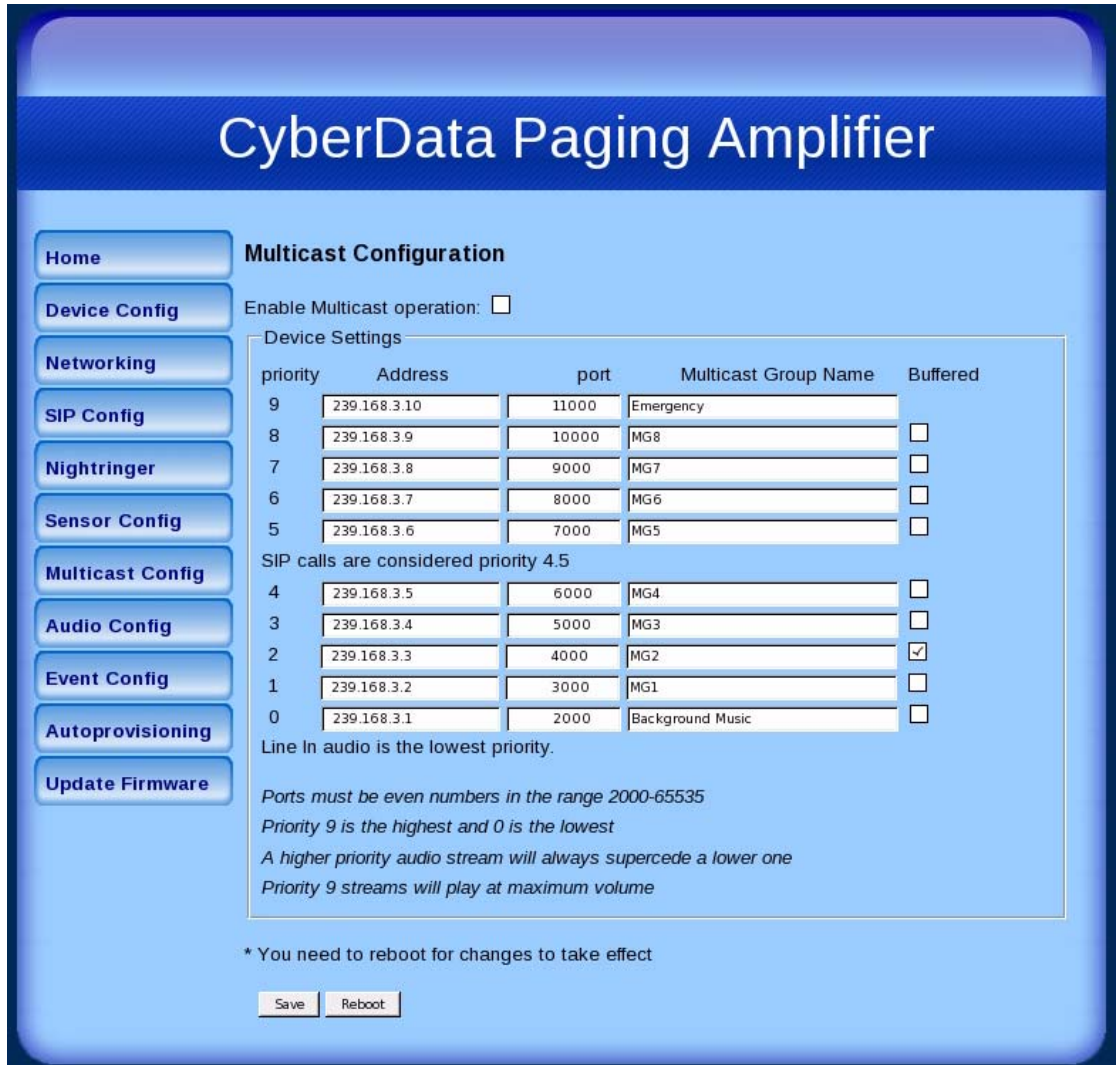 CyberData Paging Amplifier
Home
Device Config
Networking
SIP Config
Nightringer
Sensor Config
Multicast Config
Audio Config
Event Config
Autoprovisioning
Update Firmware
Multicast Configuration
Enable Multicast operation:
Device Settings
priority Address port Multicast Group Name Buffered
9 239.168.3.10 11000 Emergency
8 239.168.3.9 10000 MG8
7 239.168.3.8 9000 MG7
6 239.168.3.7 8000 MG6
5 239.168.3.6 7000 MG5
SIP calls are considered priority 4.5
4 239.168.3.5 6000 MG4
3 239.168.3.4 5000 MG3
2 239.168.3.3 4000 MG2
1 239.168.3.2 3000 MG1
0 239.168.3.1 2000 Background Music
Line In audio is the lowest priority.
Ports must be even numbers in the range 2000-65535
Priority 9 is the highest and 0 is the lowest
A higher priority audio stream will always supercede a lower one
Priority 9 streams will play at maximum volume
* You need to reboot for changes to take effect
Save Reboot